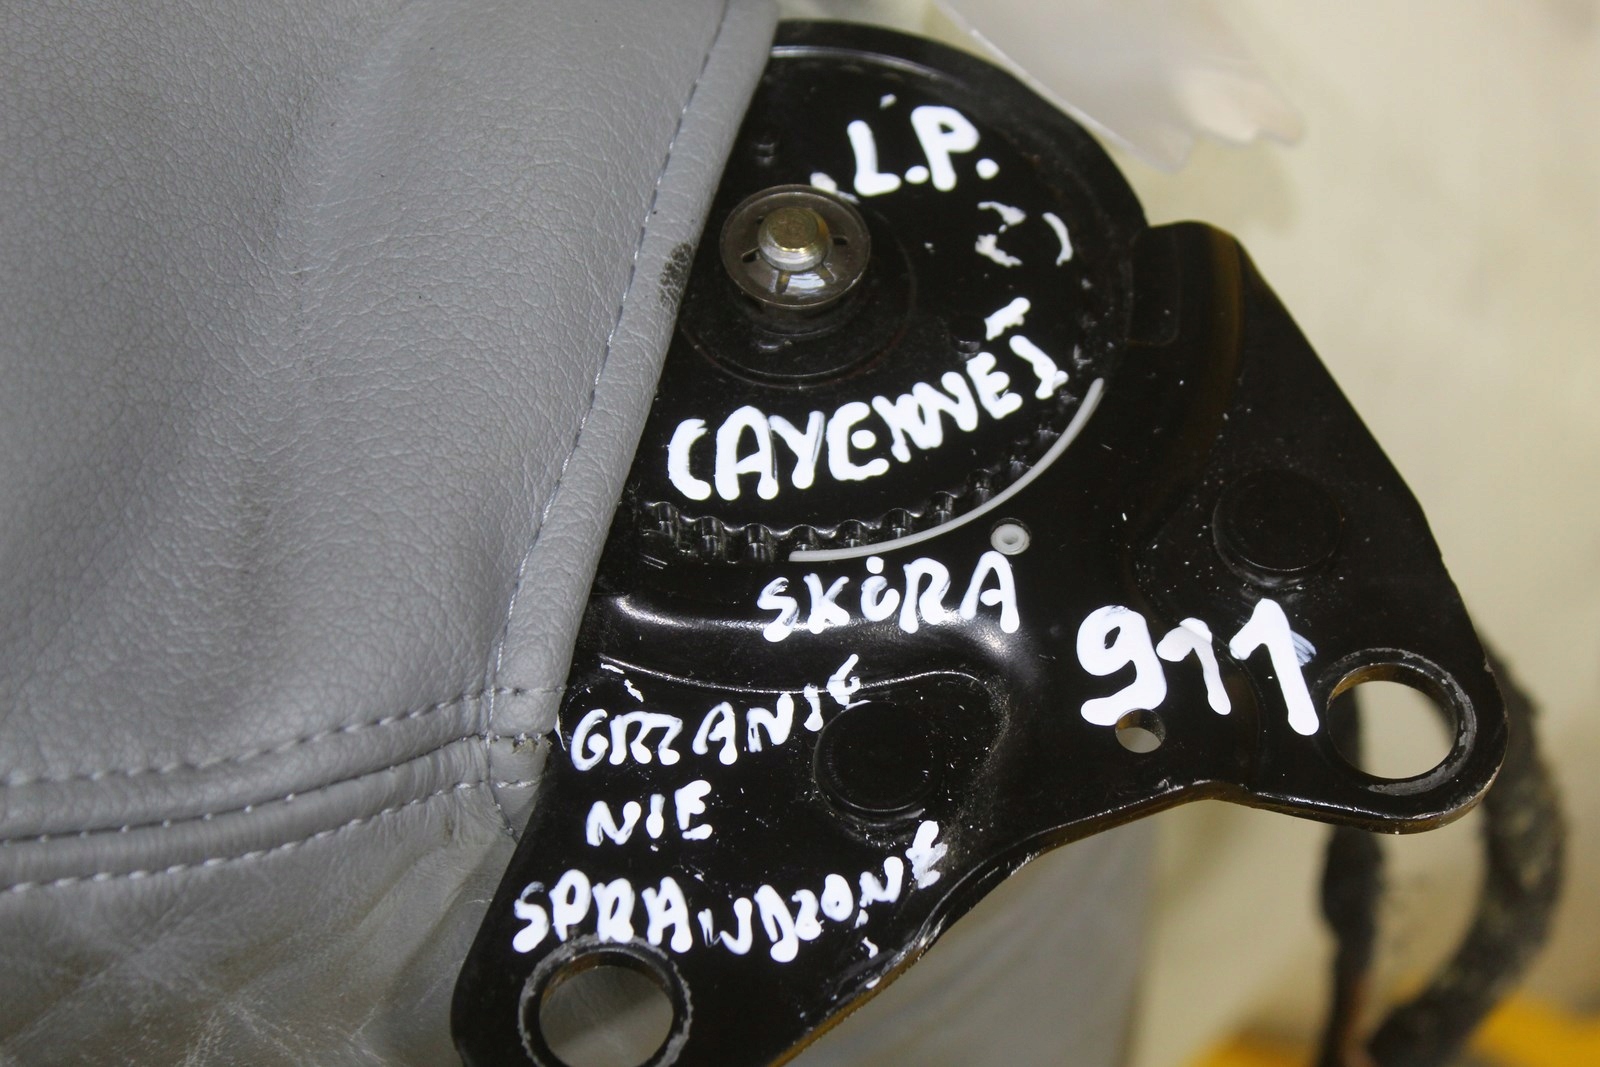 .L.P.
CAYENNE I
SKÓRA
911
GRZANIE
NIE
SPRAWDZONE